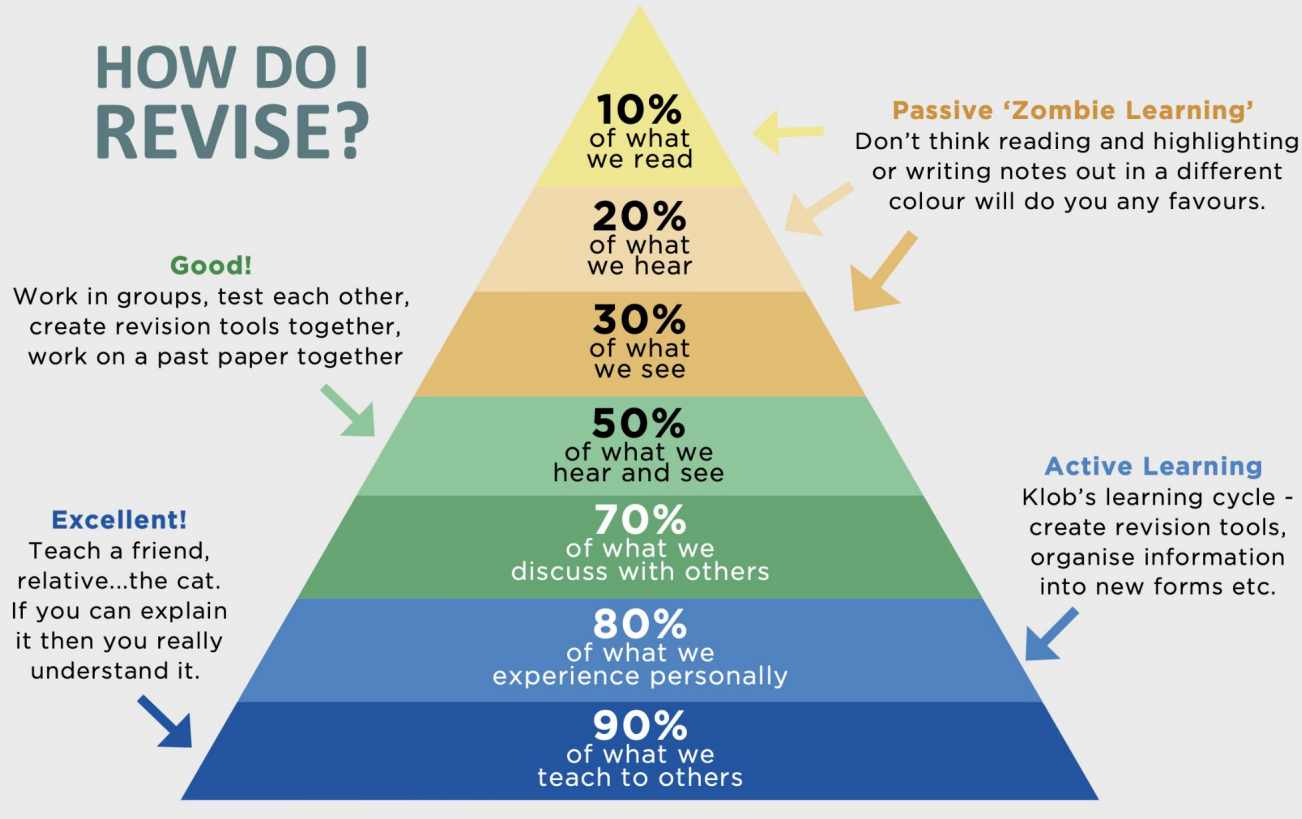 HOW DO I
REVISE?
10%
of what
we read
Passive ‘Zombie Learning’
Don’t think reading and highlighting
or writing notes out in a different
colour will do you any favours.
20%
of what
we hear
Good!
Work in groups, test each other,
create revision tools together,
work on a past paper together
30%
of what
we see
50%
of what we
hear and see
Active Learning
Klob’s learning cycle -
create revision tools,
organise information
into new forms etc.
70%
of what we
discuss with others
Excellent!
Teach a friend,
relative...the cat.
If you can explain
it then you really
understand it.
80%
of what we
experience personally
90%
of what we
teach to others